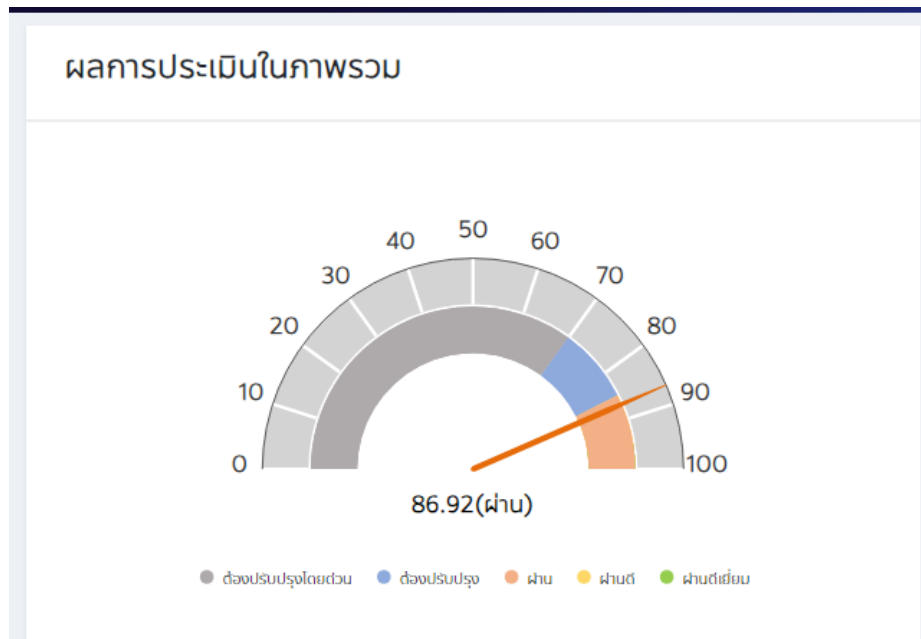 ผลการประเมินในภาพรวม
50
40
60
30
70
20
80
10
90
0
100
86.92(ผ่าน)
ต้องปรับปรุงโดยด่วน
ต้องปรับปรุง
ผ่าน
ผ่านดี
ผ่านดีเยี่ยม